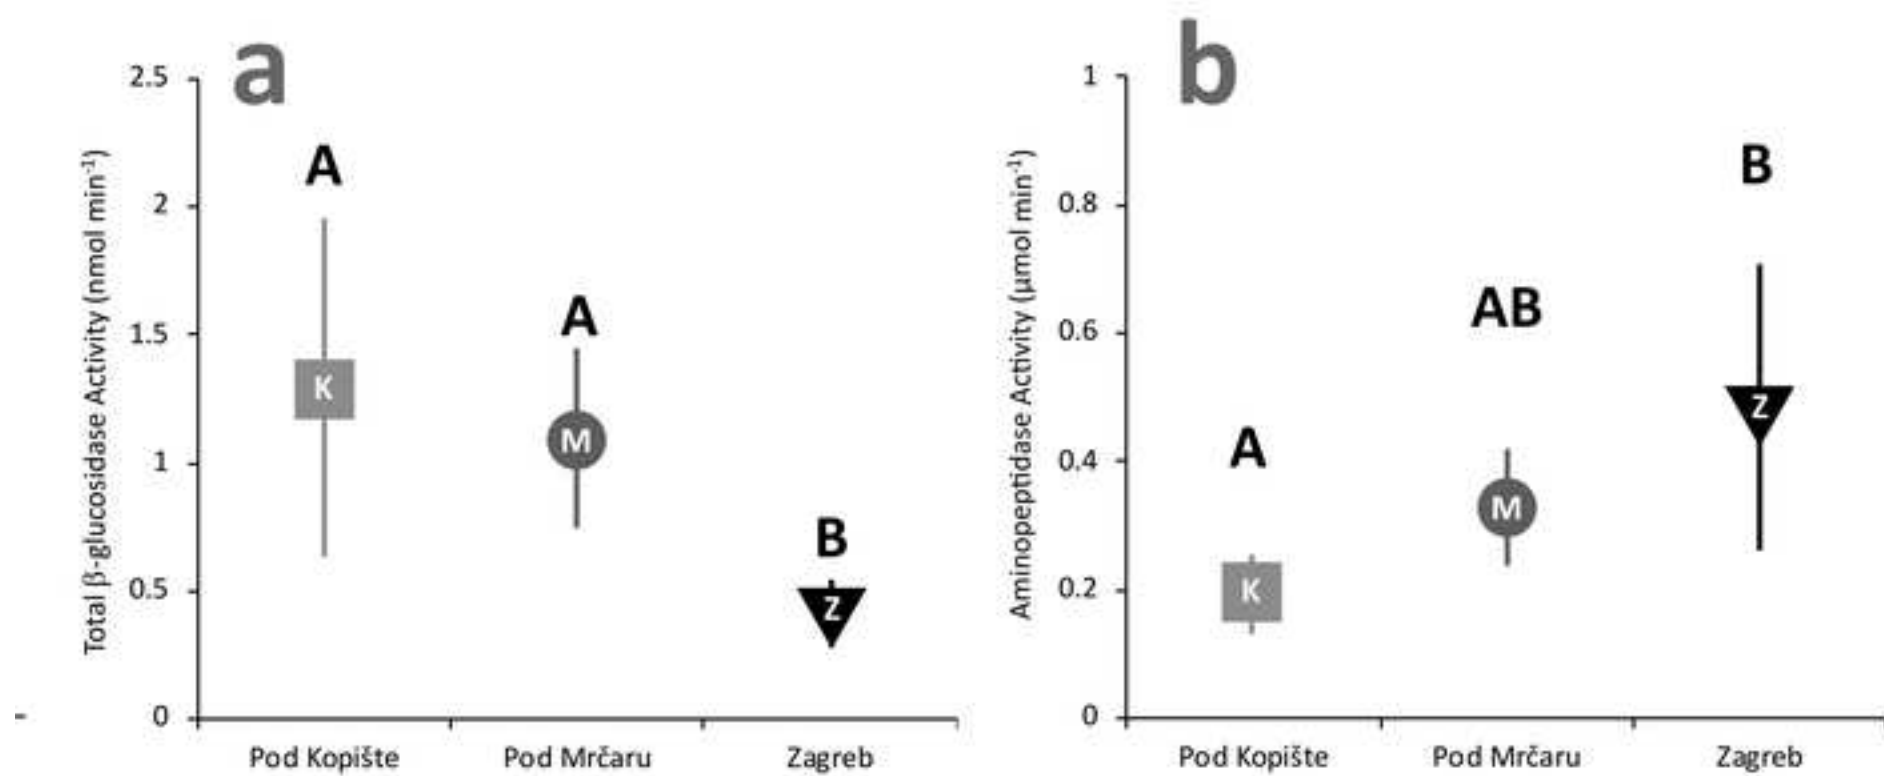 a
Total β-glucosidase Activity (nmol min-1)
2.5
2
1.5
1
0.5
0
A
K
A
M
B
Z
Pod Kopište
Pod Mrčaru
Zagreb
b
Aminopeptidase Activity (μmol min-1)
1
0.8
0.6
0.4
0.2
0
A
K
AB
M
B
Z
Pod Kopište
Pod Mrčaru
Zagreb